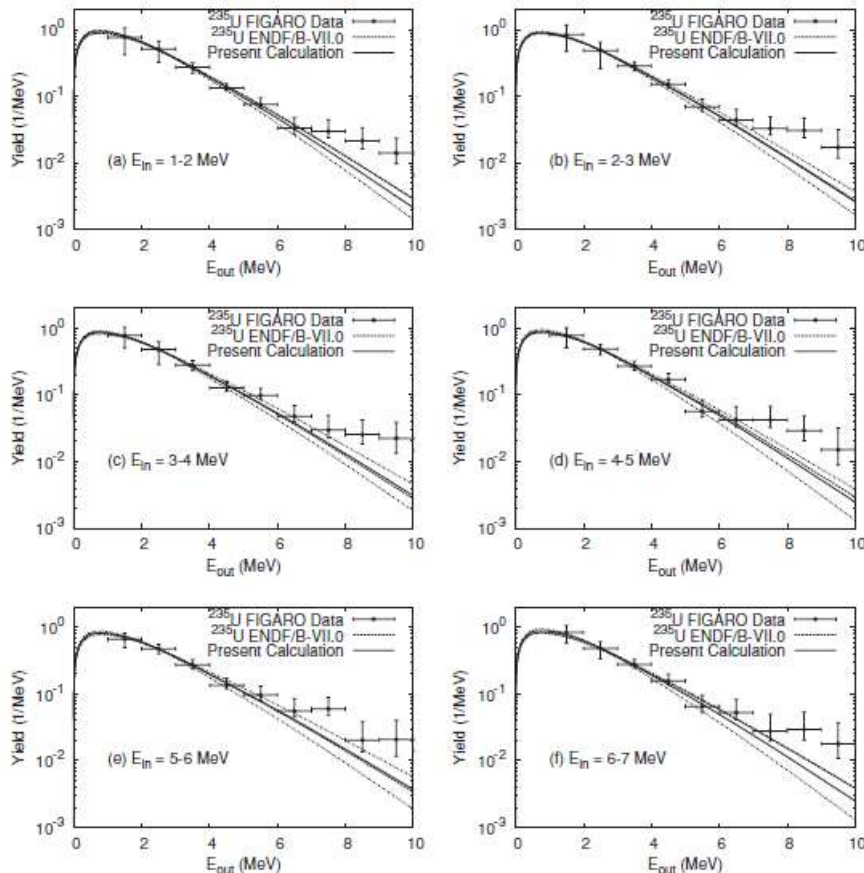 ²³⁵U FIGARO Data
²³⁵U ENDF/B-VII.0
Present Calculation
10⁰
10⁻¹
10⁻²
10⁻³
Yield (1/MeV)
(a) E_in = 1-2 MeV
0 2 4 6 8 10
E_out (MeV)
²³⁵U FIGARO Data
²³⁵U ENDF/B-VII.0
Present Calculation
10⁰
10⁻¹
10⁻²
10⁻³
Yield (1/MeV)
(b) E_in = 2-3 MeV
0 2 4 6 8 10
E_out (MeV)
²³⁵U FIGARO Data
²³⁵U ENDF/B-VII.0
Present Calculation
10⁰
10⁻¹
10⁻²
10⁻³
Yield (1/MeV)
(c) E_in = 3-4 MeV
0 2 4 6 8 10
E_out (MeV)
²³⁵U FIGARO Data
²³⁵U ENDF/B-VII.0
Present Calculation
10⁰
10⁻¹
10⁻²
10⁻³
Yield (1/MeV)
(d) E_in = 4-5 MeV
0 2 4 6 8 10
E_out (MeV)
²³⁵U FIGARO Data
²³⁵U ENDF/B-VII.0
Present Calculation
10⁰
10⁻¹
10⁻²
10⁻³
Yield (1/MeV)
(e) E_in = 5-6 MeV
0 2 4 6 8 10
E_out (MeV)
²³⁵U FIGARO Data
²³⁵U ENDF/B-VII.0
Present Calculation
10⁰
10⁻¹
10⁻²
10⁻³
Yield (1/MeV)
(f) E_in = 6-7 MeV
0 2 4 6 8 10
E_out (MeV)